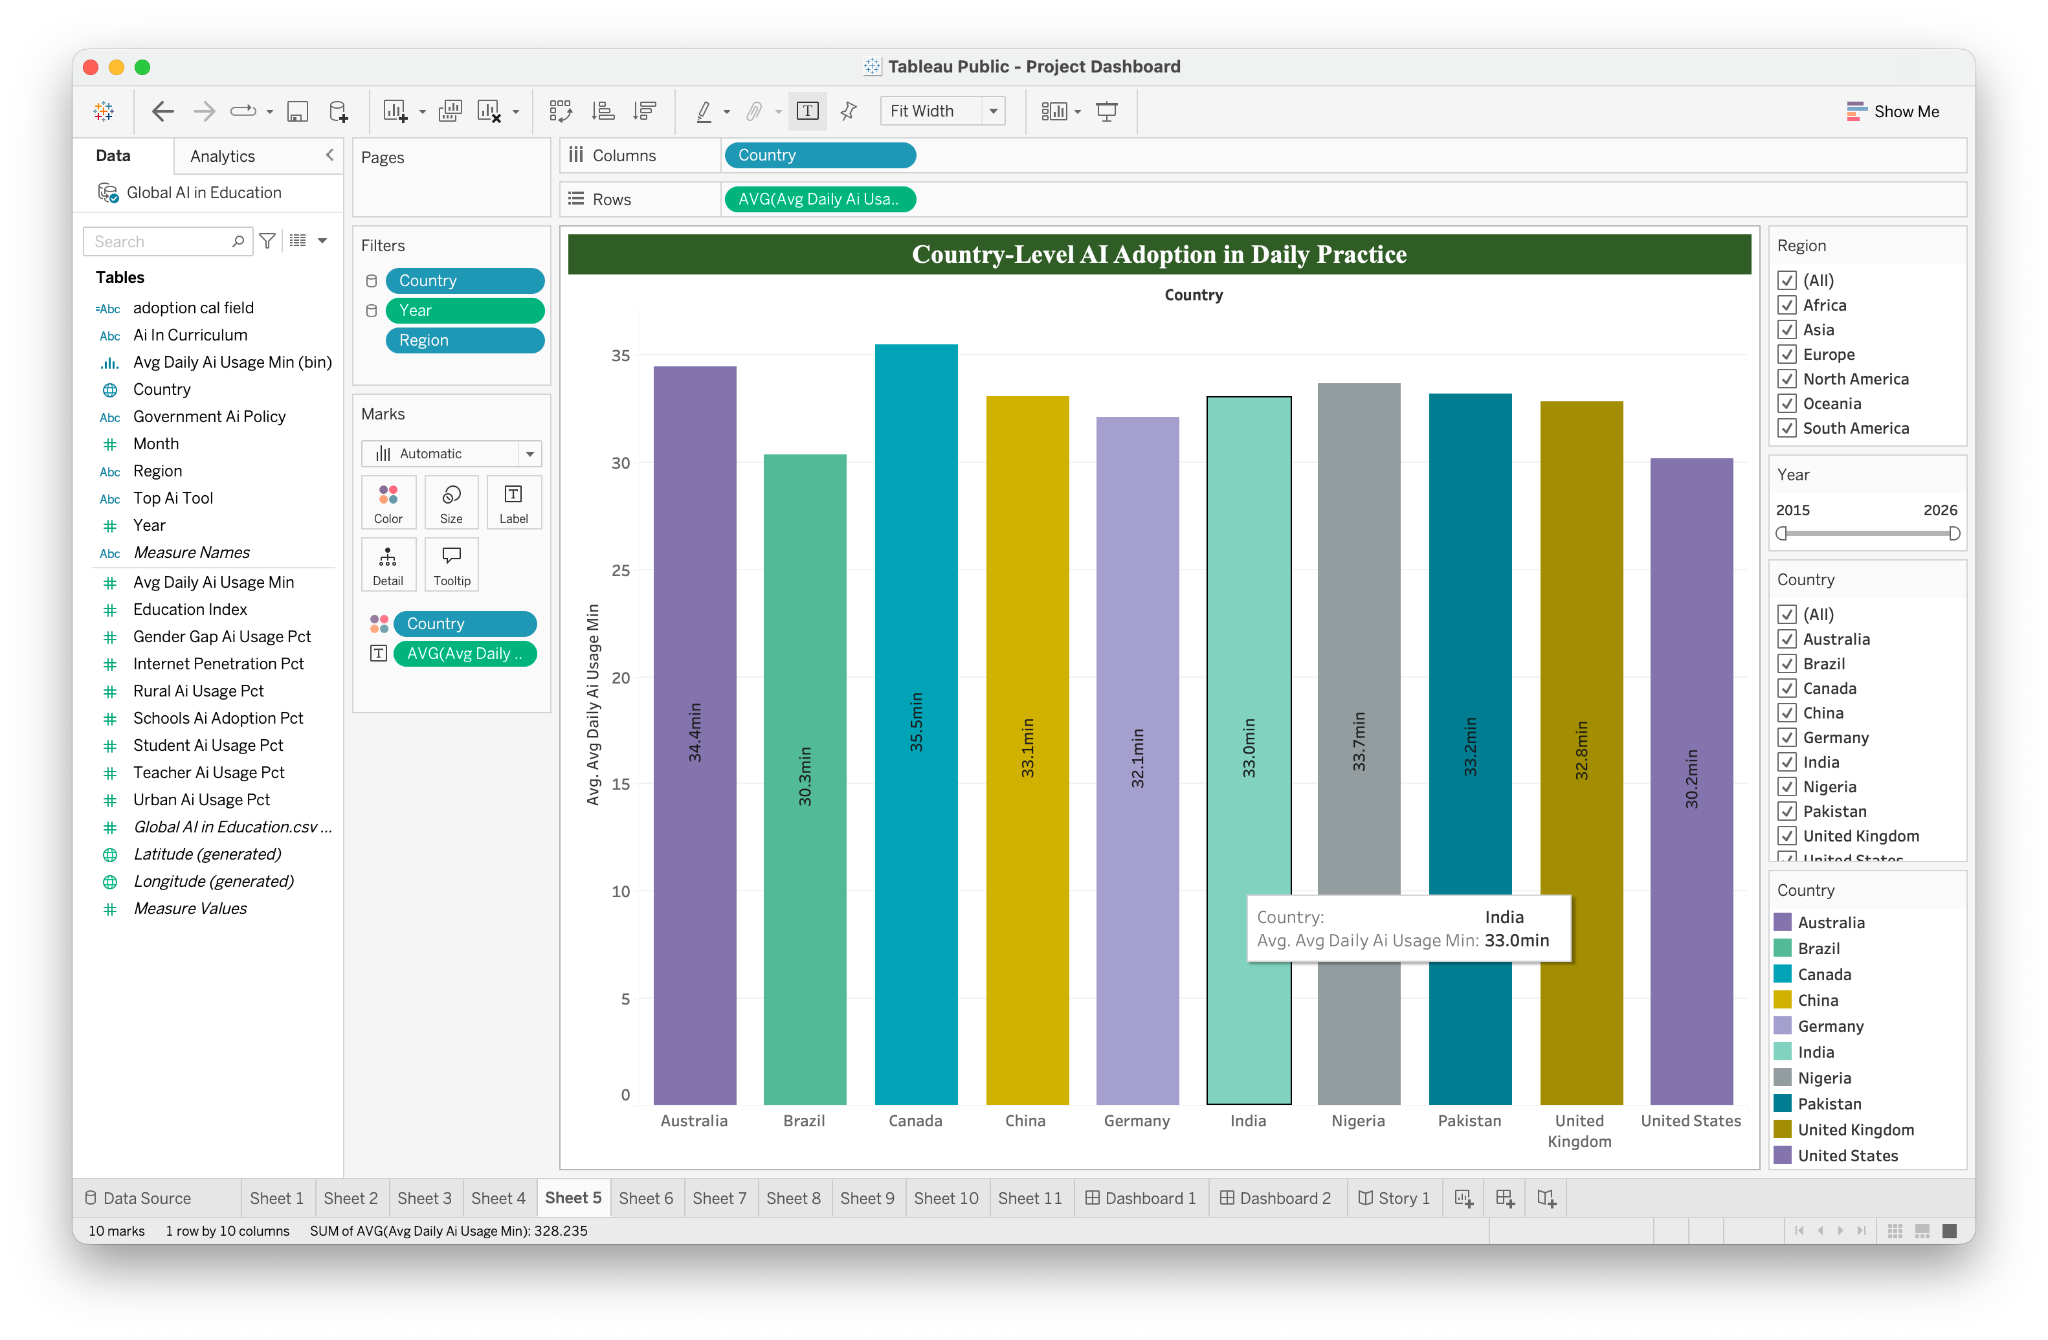 Tableau Public - Project Dashboard
Fit Width
Show Me
Data
Analytics
Global AI in Education
Search
Tables
=Abc adoption cal field
Abc Ai In Curriculum
Avg Daily Ai Usage Min (bin)
Country
Abc Government Ai Policy
Month
Abc Region
Abc Top Ai Tool
Year
Abc Measure Names
Avg Daily Ai Usage Min
Education Index
Gender Gap Ai Usage Pct
Internet Penetration Pct
Rural Ai Usage Pct
Schools Ai Adoption Pct
Student Ai Usage Pct
Teacher Ai Usage Pct
Urban Ai Usage Pct
Global AI in Education.csv ...
Latitude (generated)
Longitude (generated)
Measure Values
Pages
Filters
Country
Year
Region
Marks
Automatic
Color
Size
Label
Detail
Tooltip
Country
AVG(Avg Daily ..
Columns
Country
Rows
AVG(Avg Daily Ai Usa..
Country-Level AI Adoption in Daily Practice
Country
Avg. Avg Daily Ai Usage Min
35
30
25
20
15
10
5
0
34.4min
30.3min
35.5min
33.1min
32.1min
33.0min
33.7min
33.2min
32.8min
30.2min
Country: India
Avg. Avg Daily Ai Usage Min: 33.0min
Australia
Brazil
Canada
China
Germany
India
Nigeria
Pakistan
United
Kingdom
United States
Region
(All)
Africa
Asia
Europe
North America
Oceania
South America
Year
2015 2026
Country
(All)
Australia
Brazil
Canada
China
Germany
India
Nigeria
Pakistan
United Kingdom
United States
Country
Australia
Brazil
Canada
China
Germany
India
Nigeria
Pakistan
United Kingdom
United States
Data Source
Sheet 1
Sheet 2
Sheet 3
Sheet 4
Sheet 5
Sheet 6
Sheet 7
Sheet 8
Sheet 9
Sheet 10
Sheet 11
Dashboard 1
Dashboard 2
Story 1
10 marks
1 row by 10 columns
SUM of AVG(Avg Daily Ai Usage Min): 328.235